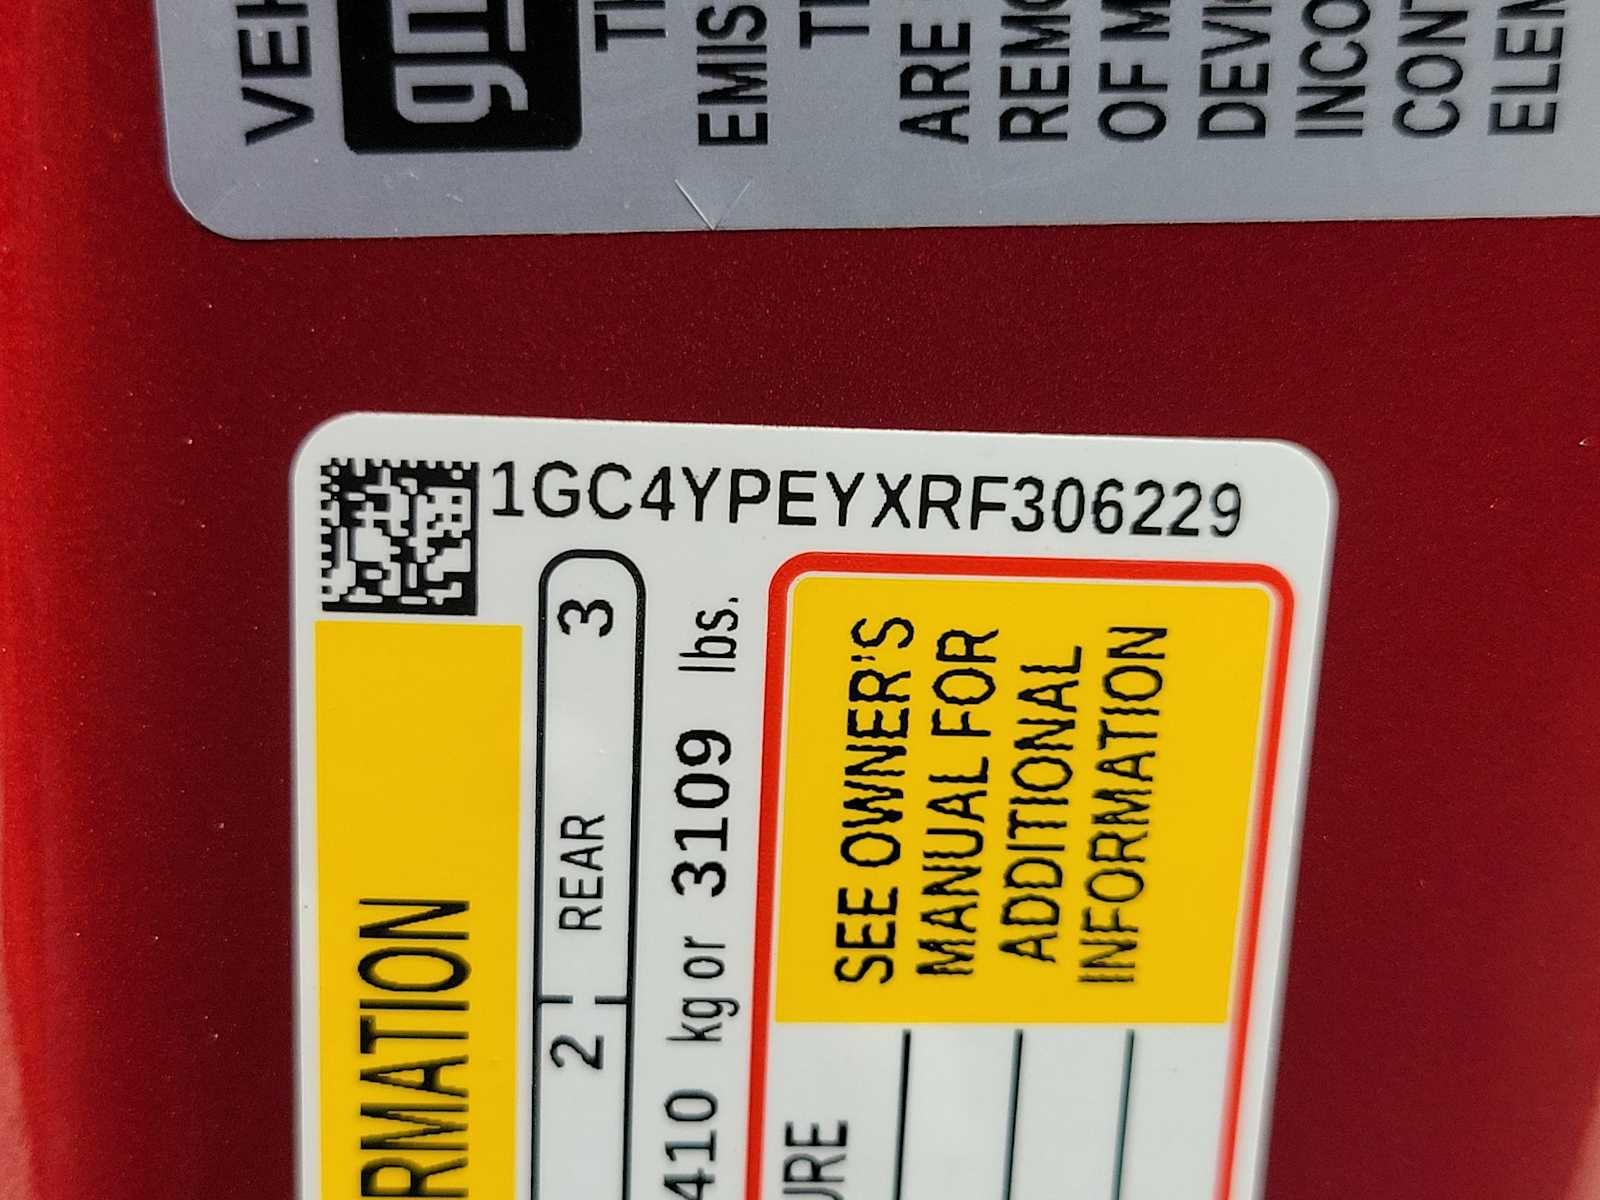 VEH
gm
TH
EMIS
TH
ARE
REMO
OF M
DEVI
INCO
CONT
ELEM
1GC4YPEYXRF306229
RMATION
2 REAR 3
410 kg or 3109 lbs.
SEE OWNER'S
MANUAL FOR
ADDITIONAL
INFORMATION
URE